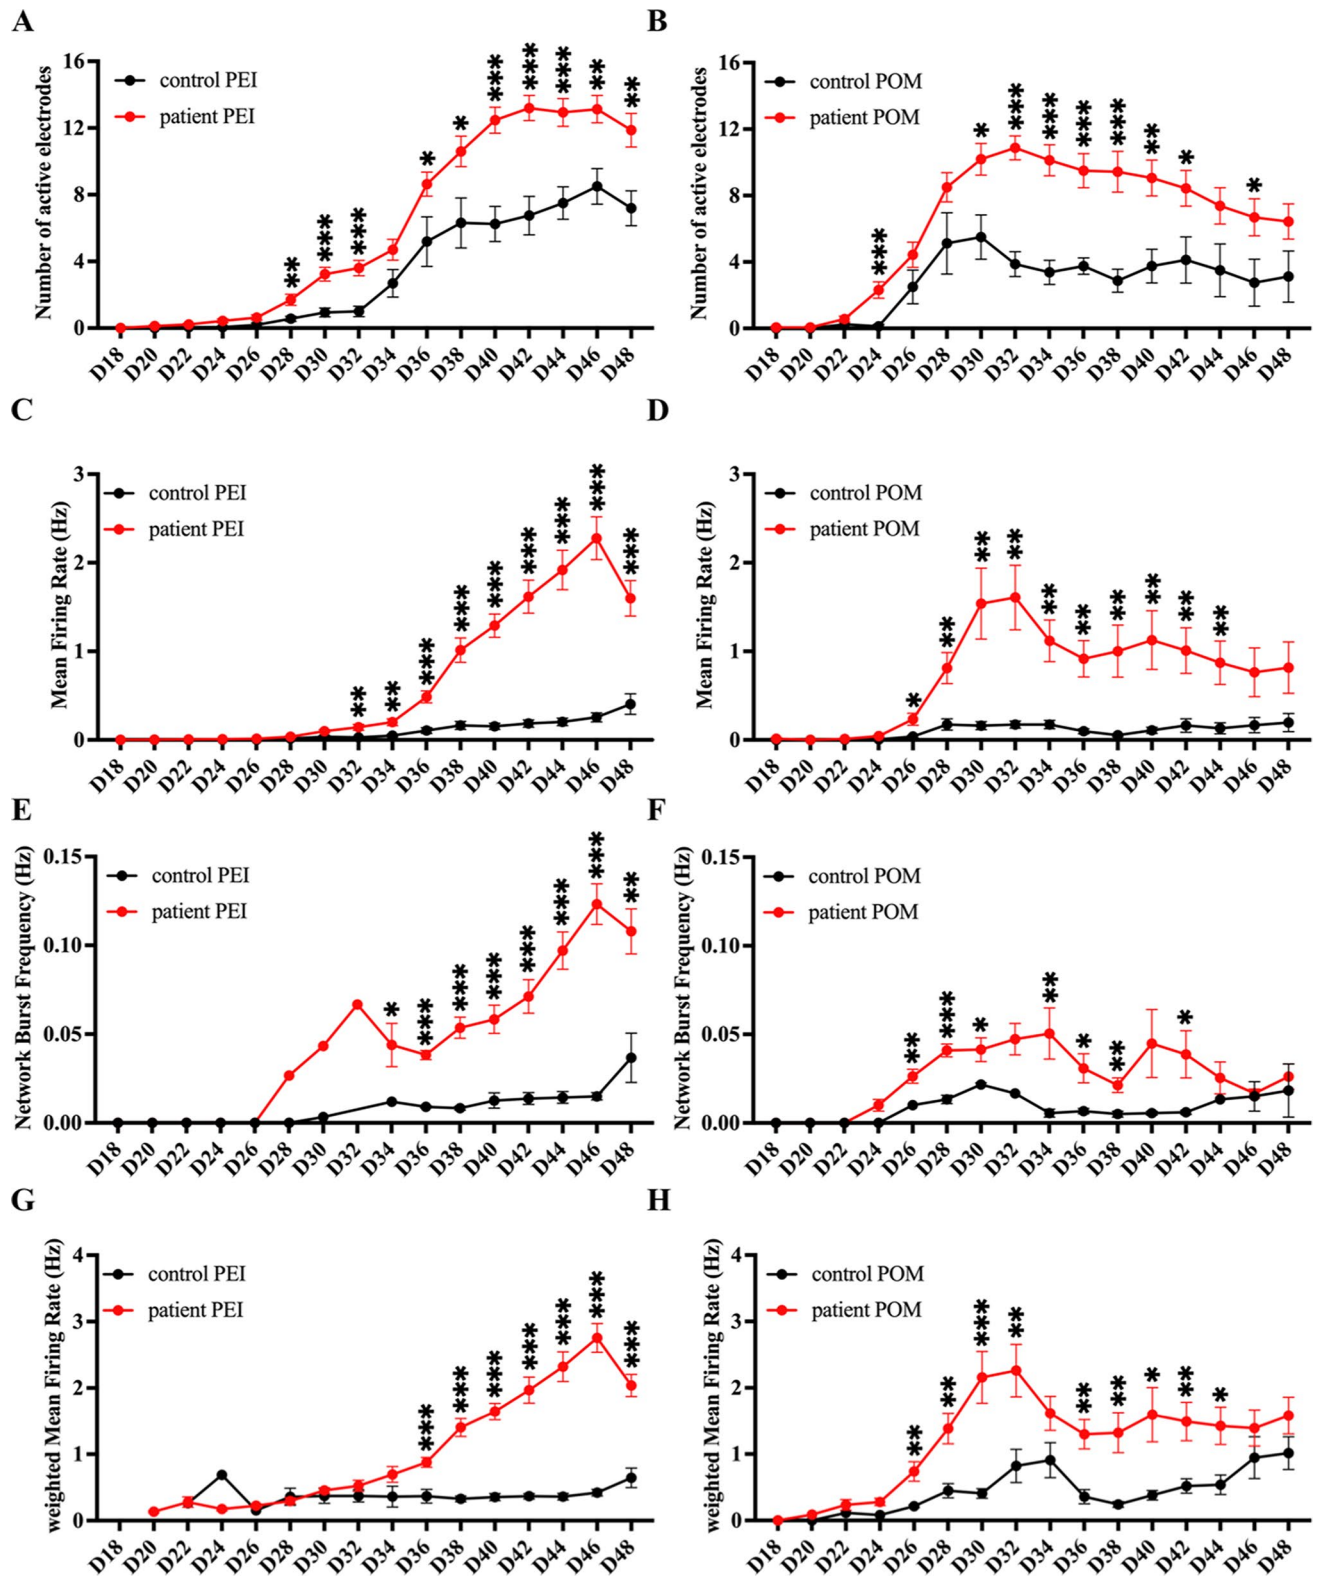 A
B
Number of active electrodes
16
12
8
4
0
control PEI
patient PEI
** *** *** * * *** *** *** ** **
D18 D20 D22 D24 D26 D28 D30 D32 D34 D36 D38 D40 D42 D44 D46 D48
Number of active electrodes
16
12
8
4
0
control POM
patient POM
*** * *** *** *** *** ** * *
D18 D20 D22 D24 D26 D28 D30 D32 D34 D36 D38 D40 D42 D44 D46 D48
C
D
Mean Firing Rate (Hz)
3
2
1
0
control PEI
patient PEI
** ** *** *** *** *** *** *** ***
D18 D20 D22 D24 D26 D28 D30 D32 D34 D36 D38 D40 D42 D44 D46 D48
Mean Firing Rate (Hz)
3
2
1
0
control POM
patient POM
* ** ** ** ** ** ** ** ** **
D18 D20 D22 D24 D26 D28 D30 D32 D34 D36 D38 D40 D42 D44 D46 D48
E
F
Network Burst Frequency (Hz)
0.15
0.10
0.05
0.00
control PEI
patient PEI
* *** *** *** *** *** *** **
D18 D20 D22 D24 D26 D28 D30 D32 D34 D36 D38 D40 D42 D44 D46 D48
Network Burst Frequency (Hz)
0.15
0.10
0.05
0.00
control POM
patient POM
** *** * ** * ** *
D18 D20 D22 D24 D26 D28 D30 D32 D34 D36 D38 D40 D42 D44 D46 D48
G
H
weighted Mean Firing Rate (Hz)
4
3
2
1
0
control PEI
patient PEI
*** *** *** *** *** *** ***
D18 D20 D22 D24 D26 D28 D30 D32 D34 D36 D38 D40 D42 D44 D46 D48
weighted Mean Firing Rate (Hz)
4
3
2
1
0
control POM
patient POM
** ** *** ** ** ** * ** *
D18 D20 D22 D24 D26 D28 D30 D32 D34 D36 D38 D40 D42 D44 D46 D48